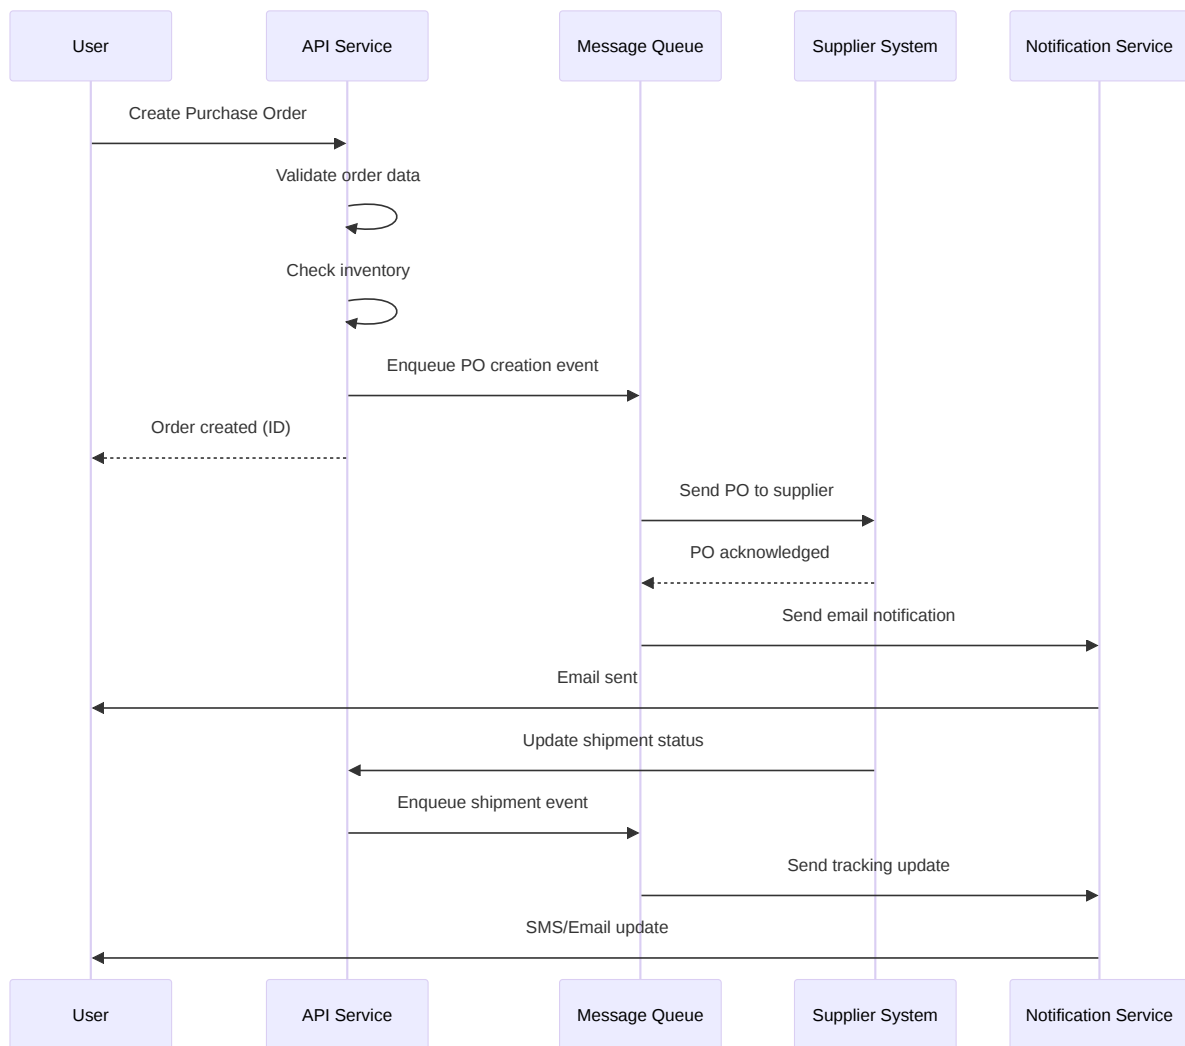 User
API Service
Message Queue
Supplier System
Notification Service
Create Purchase Order
Validate order data
Check inventory
Enqueue PO creation event
Order created (ID)
Send PO to supplier
PO acknowledged
Send email notification
Email sent
Update shipment status
Enqueue shipment event
Send tracking update
SMS/Email update
User
API Service
Message Queue
Supplier System
Notification Service